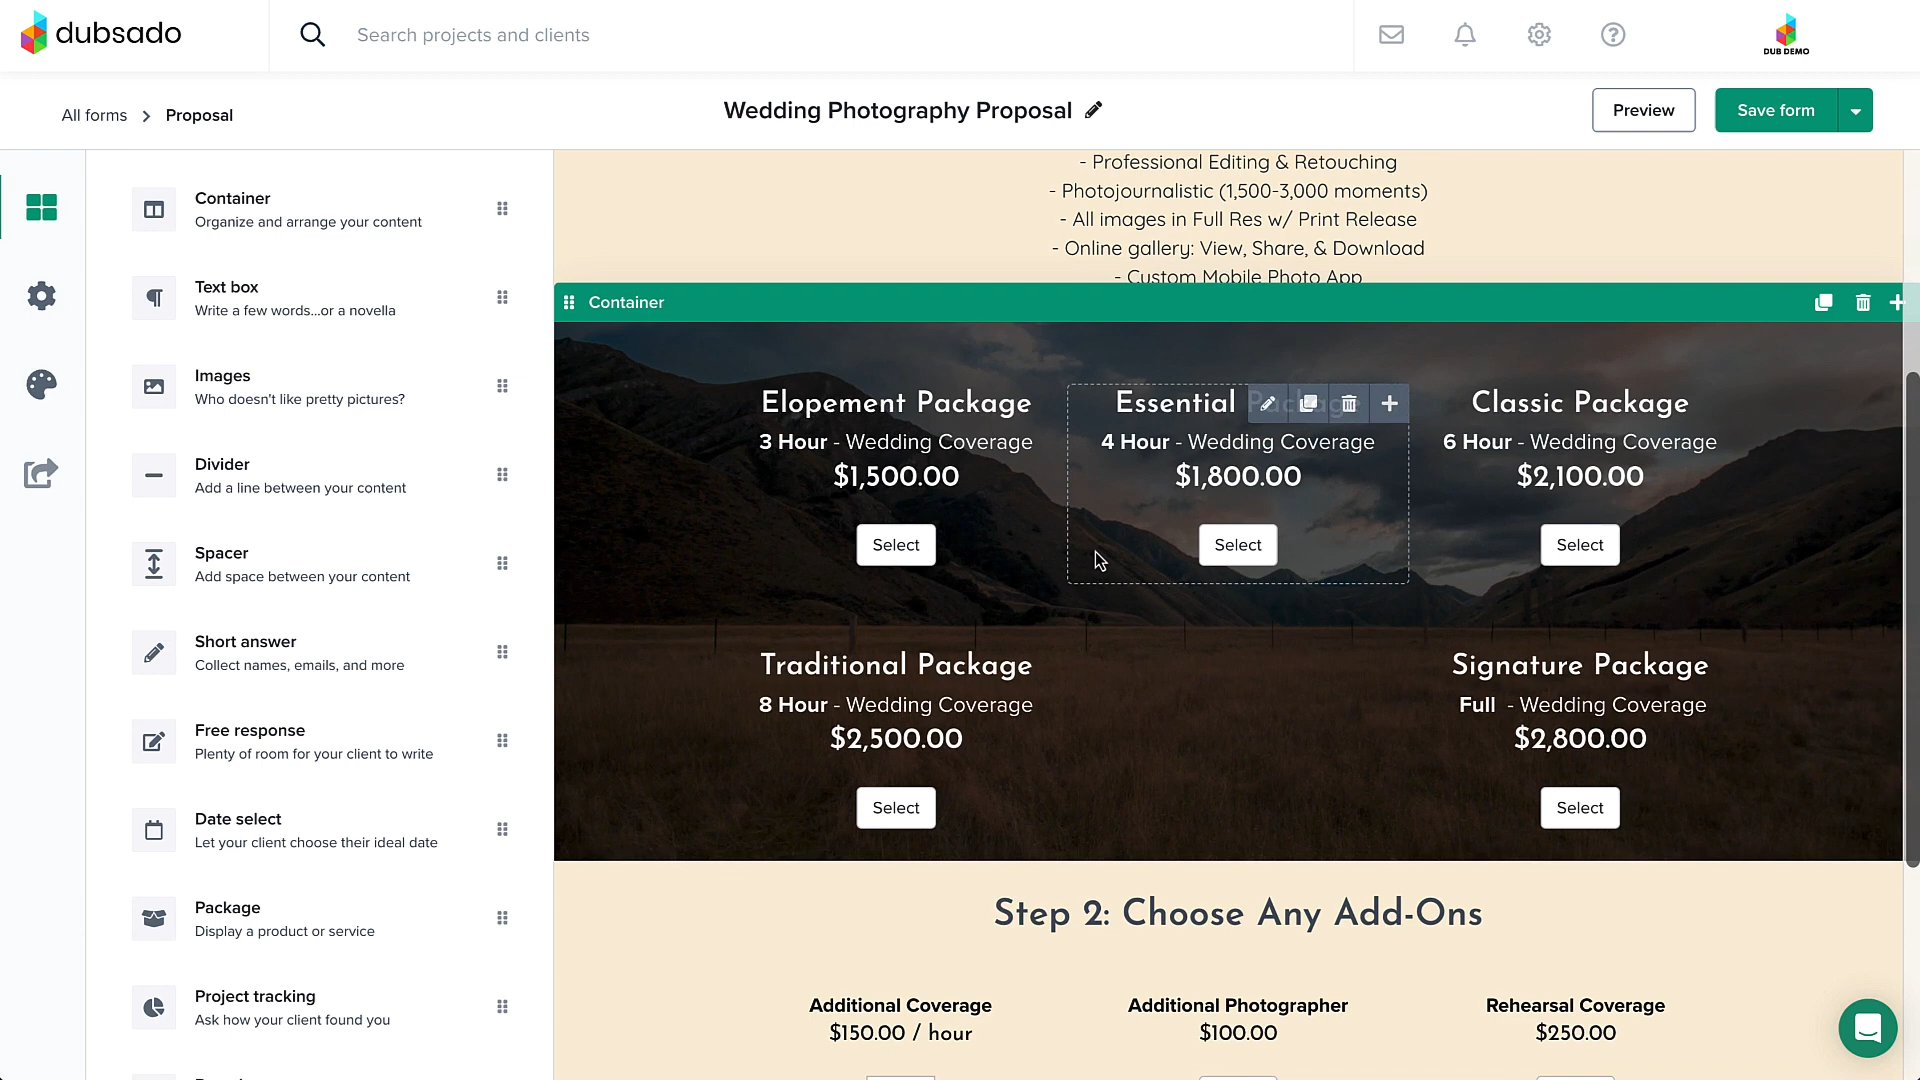 dubsado
Search projects and clients
DUB DEMO
All forms > Proposal
Wedding Photography Proposal
Preview
Save form
Container
Organize and arrange your content
Text box
Write a few words...or a novella
Images
Who doesn't like pretty pictures?
Divider
Add a line between your content
Spacer
Add space between your content
Short answer
Collect names, emails, and more
Free response
Plenty of room for your client to write
Date select
Let your client choose their ideal date
Package
Display a product or service
Project tracking
Ask how your client found you
- Professional Editing & Retouching
- Photojournalistic (1,500-3,000 moments)
- All images in Full Res w/ Print Release
- Online gallery: View, Share, & Download
- Custom Mobile Photo App
Container
Elopement Package
3 Hour - Wedding Coverage
$1,500.00
Select
Essential Package
4 Hour - Wedding Coverage
$1,800.00
Select
Classic Package
6 Hour - Wedding Coverage
$2,100.00
Select
Traditional Package
8 Hour - Wedding Coverage
$2,500.00
Select
Signature Package
Full - Wedding Coverage
$2,800.00
Select
Step 2: Choose Any Add-Ons
Additional Coverage
$150.00 / hour
Additional Photographer
$100.00
Rehearsal Coverage
$250.00